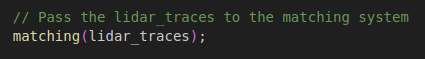 // Pass the lidar_traces to the matching system
matching(lidar_traces);